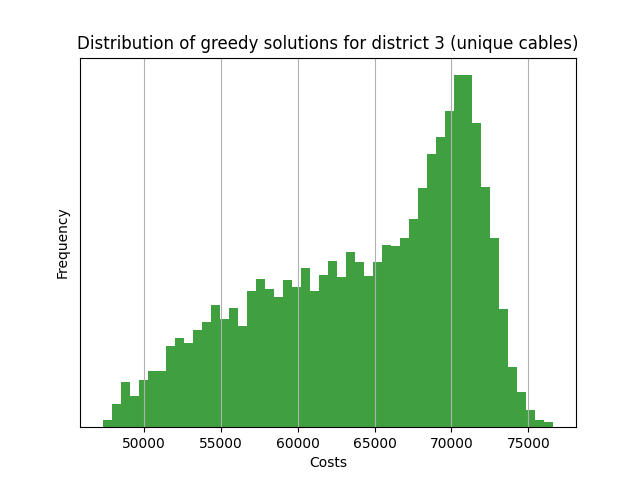 Distribution of greedy solutions for district 3 (unique cables)
Frequency
50000 55000 60000 65000 70000 75000
Costs